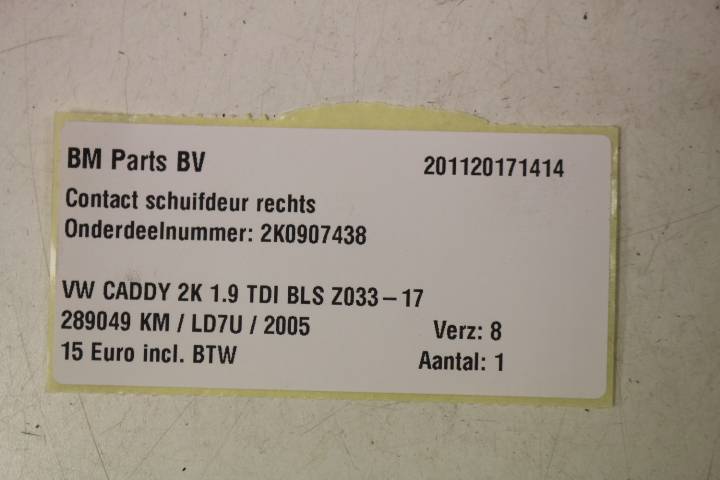 BM Parts BV 201120171414
Contact schuifdeur rechts
Onderdeelnummer: 2K0907438
VW CADDY 2K 1.9 TDI BLS Z033-17
289049 KM / LD7U / 2005 Verz: 8
15 Euro incl. BTW Aantal: 1